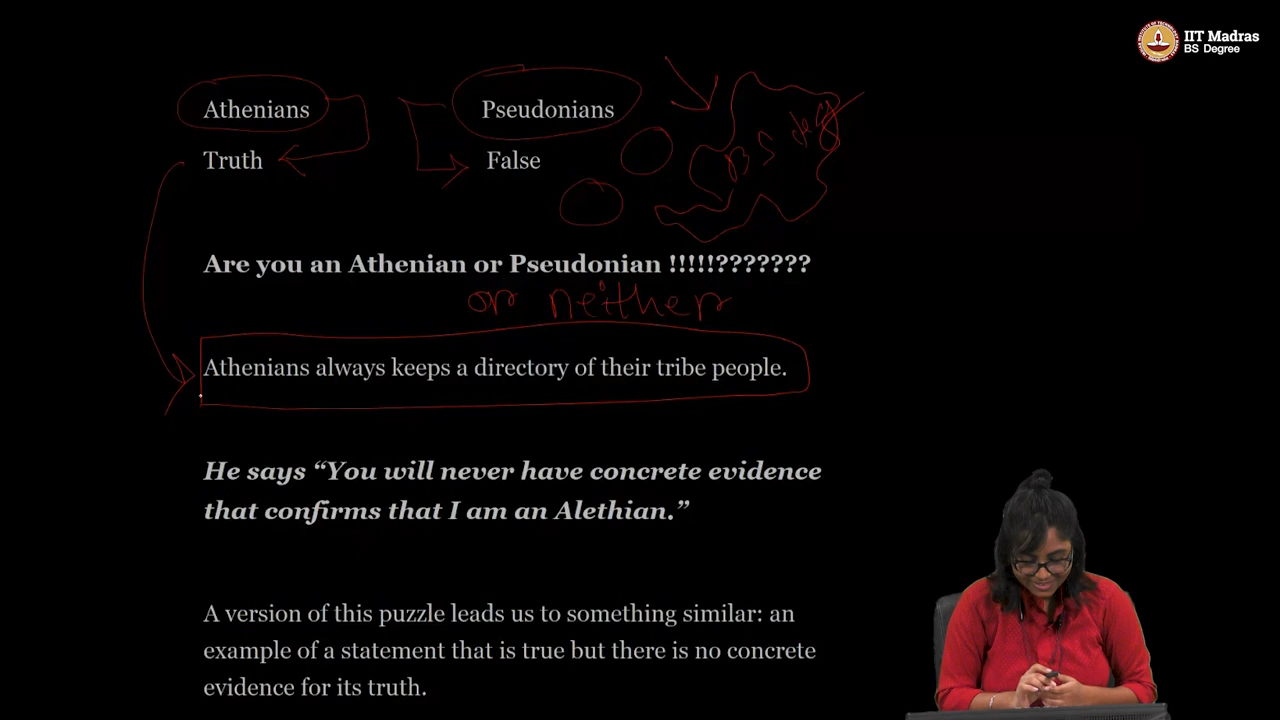 IIT Madras
BS Degree
Athenians Pseudonians
Truth False
BS deg
Are you an Athenian or Pseudonian !!!!!???????
or neither
Athenians always keeps a directory of their tribe people.
He says “You will never have concrete evidence
that confirms that I am an Alethian.”
A version of this puzzle leads us to something similar: an
example of a statement that is true but there is no concrete
evidence for its truth.